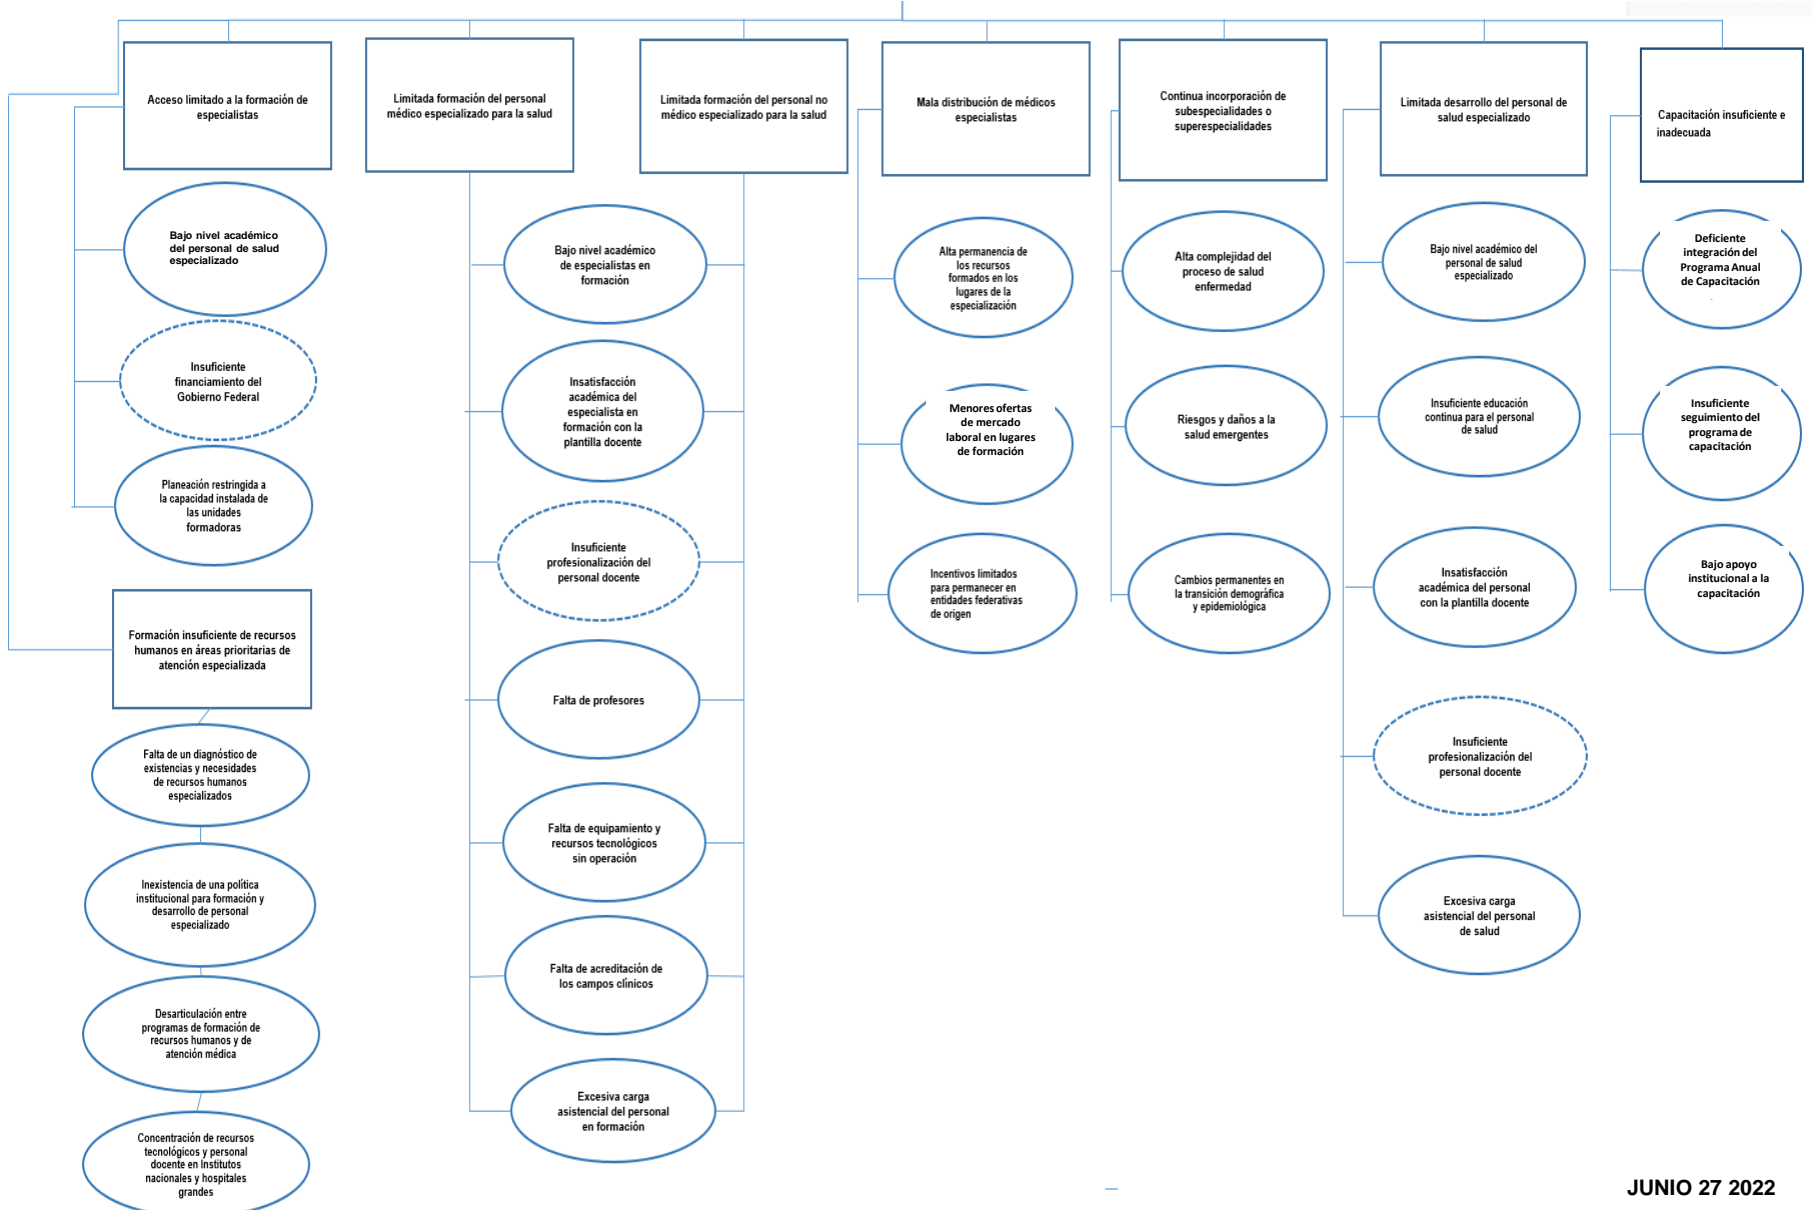 Acceso limitado a la formación de
especialistas
Limitada formación del personal
médico especializado para la salud
Limitada formación del personal no
médico especializado para la salud
Mala distribución de médicos
especialistas
Continua incorporación de
subespecialidades o
superespecialidades
Limitada desarrollo del personal de
salud especializado
Capacitación insuficiente e
inadecuada
Bajo nivel académico
del personal de salud
especializado
Insuficiente
financiamiento del
Gobierno Federal
Planeación restringida a
la capacidad instalada de
las unidades
formadoras
Formación insuficiente de recursos
humanos en áreas prioritarias de
atención especializada
Falta de un diagnóstico de
existencias y necesidades
de recursos humanos
especializados
Inexistencia de una política
institucional para formación y
desarrollo de personal
especializado
Desarticulación entre
programas de formación de
recursos humanos y de
atención médica
Concentración de recursos
tecnológicos y personal
docente en Institutos
nacionales y hospitales
grandes
Bajo nivel académico
de especialistas en
formación
Insatisfacción
académica del
especialista en
formación con la
plantilla docente
Insuficiente
profesionalización del
personal docente
Falta de profesores
Falta de equipamiento y
recursos tecnológicos
sin operación
Falta de acreditación de
los campos clínicos
Excesiva carga
asistencial del personal
en formación
Alta permanencia de
los recursos
formados en los
lugares de la
especialización
Menores ofertas
de mercado
laboral en lugares
de formación
Incentivos limitados
para permanecer en
entidades federativas
de origen
Alta complejidad del
proceso de salud
enfermedad
Riesgos y daños a la
salud emergentes
Cambios permanentes en
la transición demográfica
y epidemiológica
Bajo nivel académico del
personal de salud
especializado
Insuficiente educación
continua para el personal
de salud
Insatisfacción
académica del personal
con la plantilla docente
Insuficiente
profesionalización del
personal docente
Excesiva carga
asistencial del personal
de salud
Deficiente
integración del
Programa Anual
de Capacitación
Insuficiente
seguimiento del
programa de
capacitación
Bajo apoyo
institucional a la
capacitación
JUNIO 27 2022